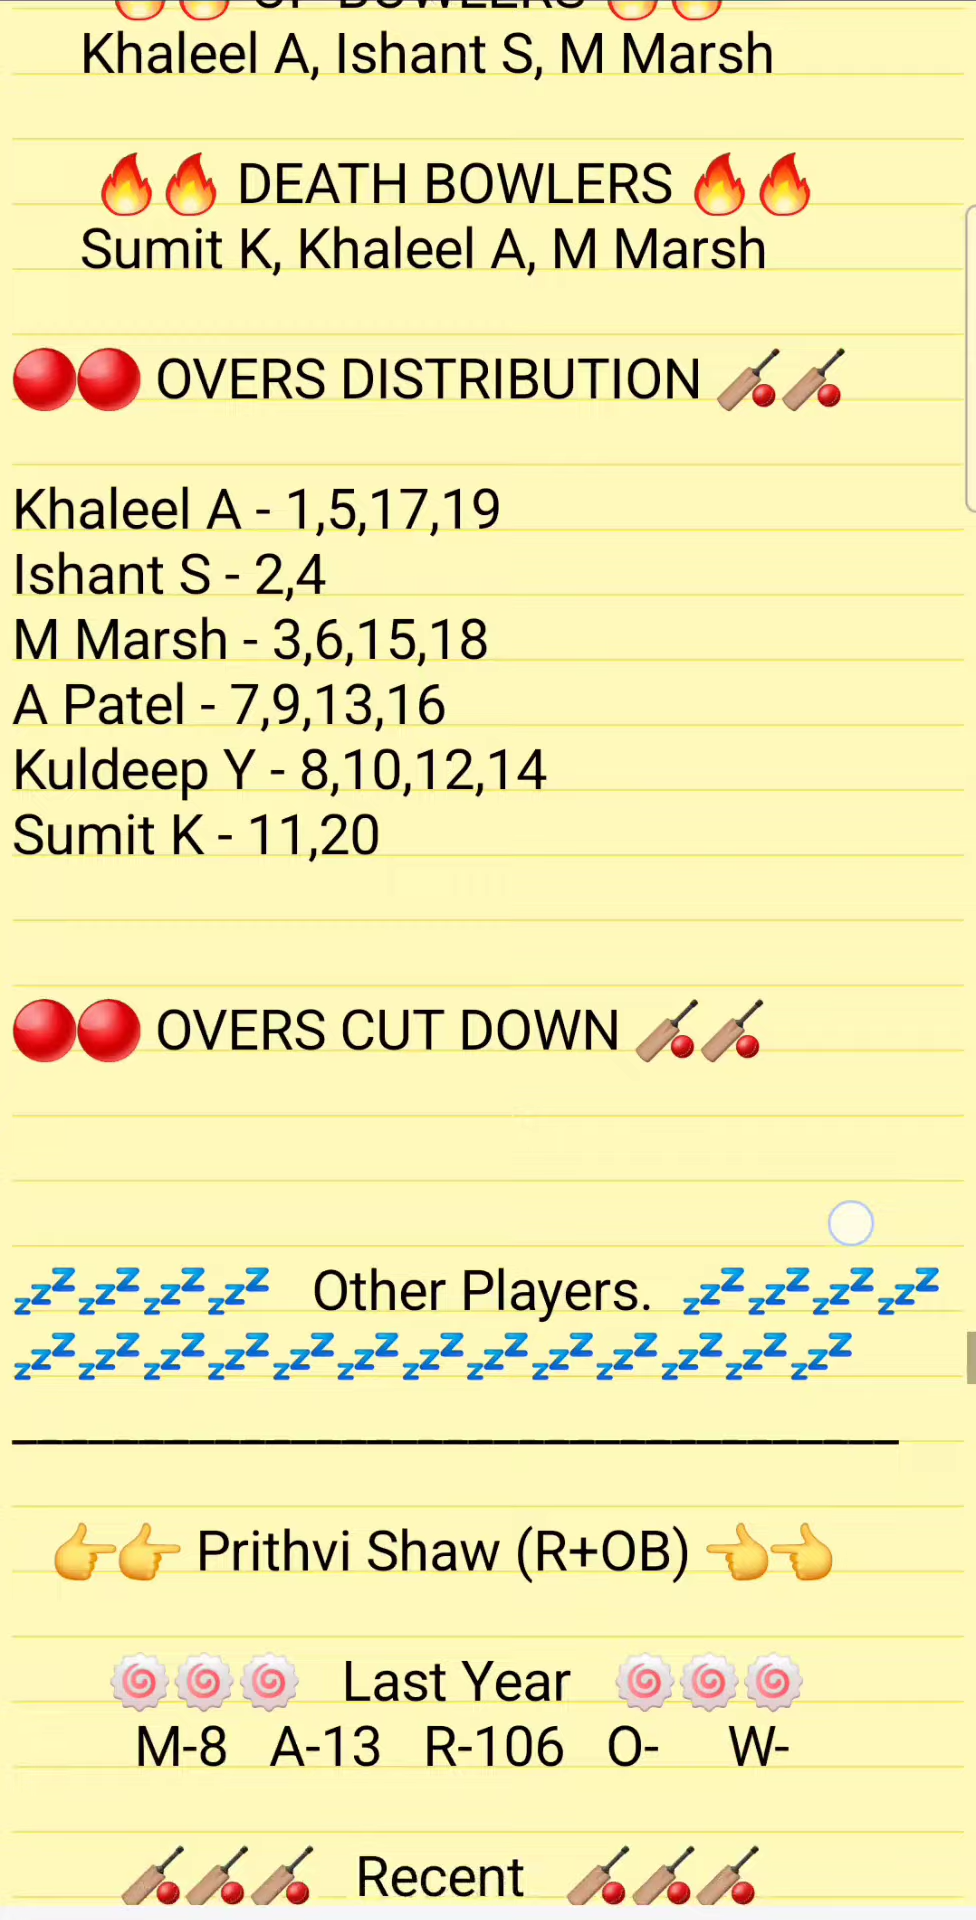 BOWLERS
Khaleel A, Ishant S, M Marsh
🔥🔥 DEATH BOWLERS 🔥🔥
Sumit K, Khaleel A, M Marsh
🔴🔴 OVERS DISTRIBUTION 🏏🏏
Khaleel A - 1,5,17,19
Ishant S - 2,4
M Marsh - 3,6,15,18
A Patel - 7,9,13,16
Kuldeep Y - 8,10,12,14
Sumit K - 11,20
🔴🔴 OVERS CUT DOWN 🏏🏏
💤💤💤💤 Other Players. 💤💤💤💤
💤💤💤💤💤💤💤💤💤💤💤💤💤
👉👉 Prithvi Shaw (R+OB) 👈👈
🍥🍥🍥 Last Year 🍥🍥🍥
M-8 A-13 R-106 O- W-
🏏🏏🏏 Recent 🏏🏏🏏